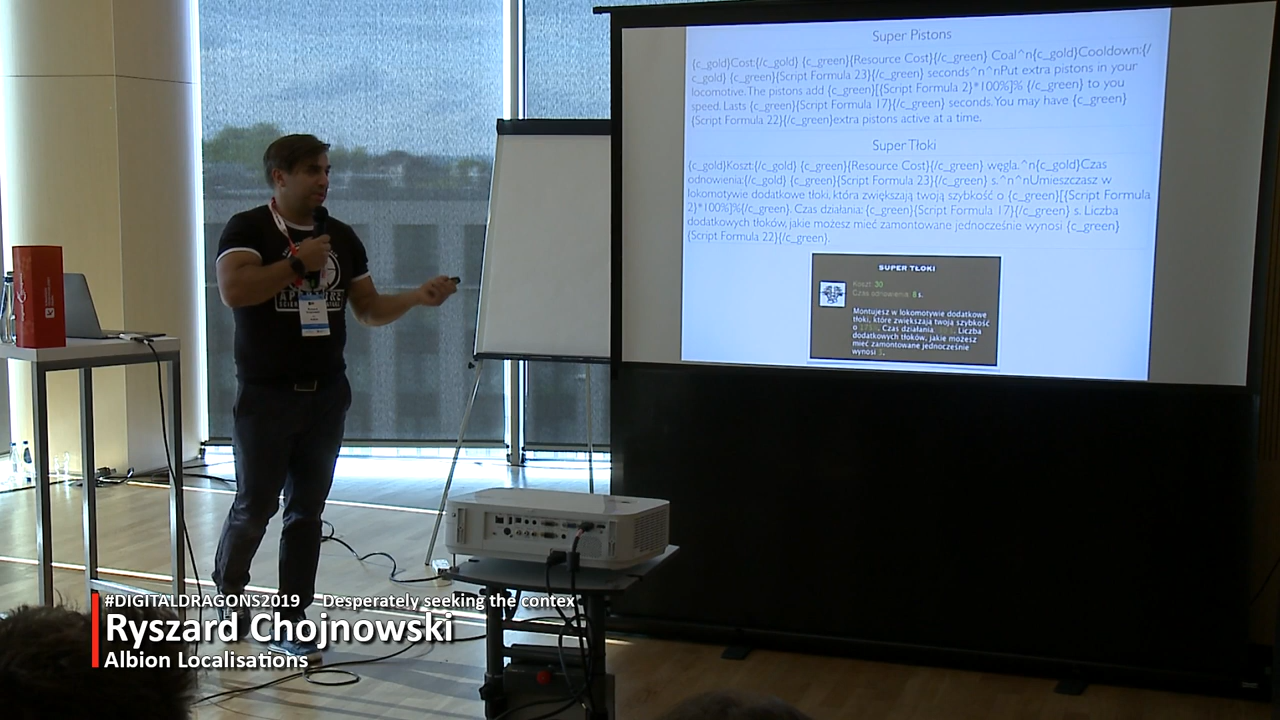 Super Pistons
{c_gold}Cost:{/c_gold} {c_green}{Resource Cost}{/c_green} Coal^n{c_gold}Cooldown:{/
c_gold} {c_green}{Script Formula 23}{/c_green} seconds^n^nPut extra pistons in your
locomotive. The pistons add {c_green}[{Script Formula 2}*100%]% {/c_green} to you
speed. Lasts {c_green}{Script Formula 17}{/c_green} seconds. You may have {c_green}
{Script Formula 22}{/c_green}extra pistons active at a time.
Super Tłoki
{c_gold}Koszt:{/c_gold} {c_green}{Resource Cost}{/c_green} węgla.^n{c_gold}Czas
odnowienia:{/c_gold} {c_green}{Script Formula 23}{/c_green} s.^n^nUmieszczasz w
lokomotywie dodatkowe tłoki, która zwiększają twoją szybkość o {c_green}[{Script Formula
2}*100%]%{/c_green}. Czas działania: {c_green}{Script Formula 17}{/c_green} s. Liczba
dodatkowych tłoków, jakie możesz mieć zamontowane jednocześnie wynosi {c_green}
{Script Formula 22}{/c_green}.
SUPER TŁOKI
Koszt: 30
Czas odnowienia: 8 s.
Montujesz w lokomotywie dodatkowe
tłoki, które zwiększają twoją szybkość
o Czas działania: s. Liczba
dodatkowych tłoków, jakie możesz
mieć zamontowane jednocześnie
wynosi
#DIGITALDRAGONS2019 Desperately seeking the contex
Ryszard Chojnowski
Albion Localisations